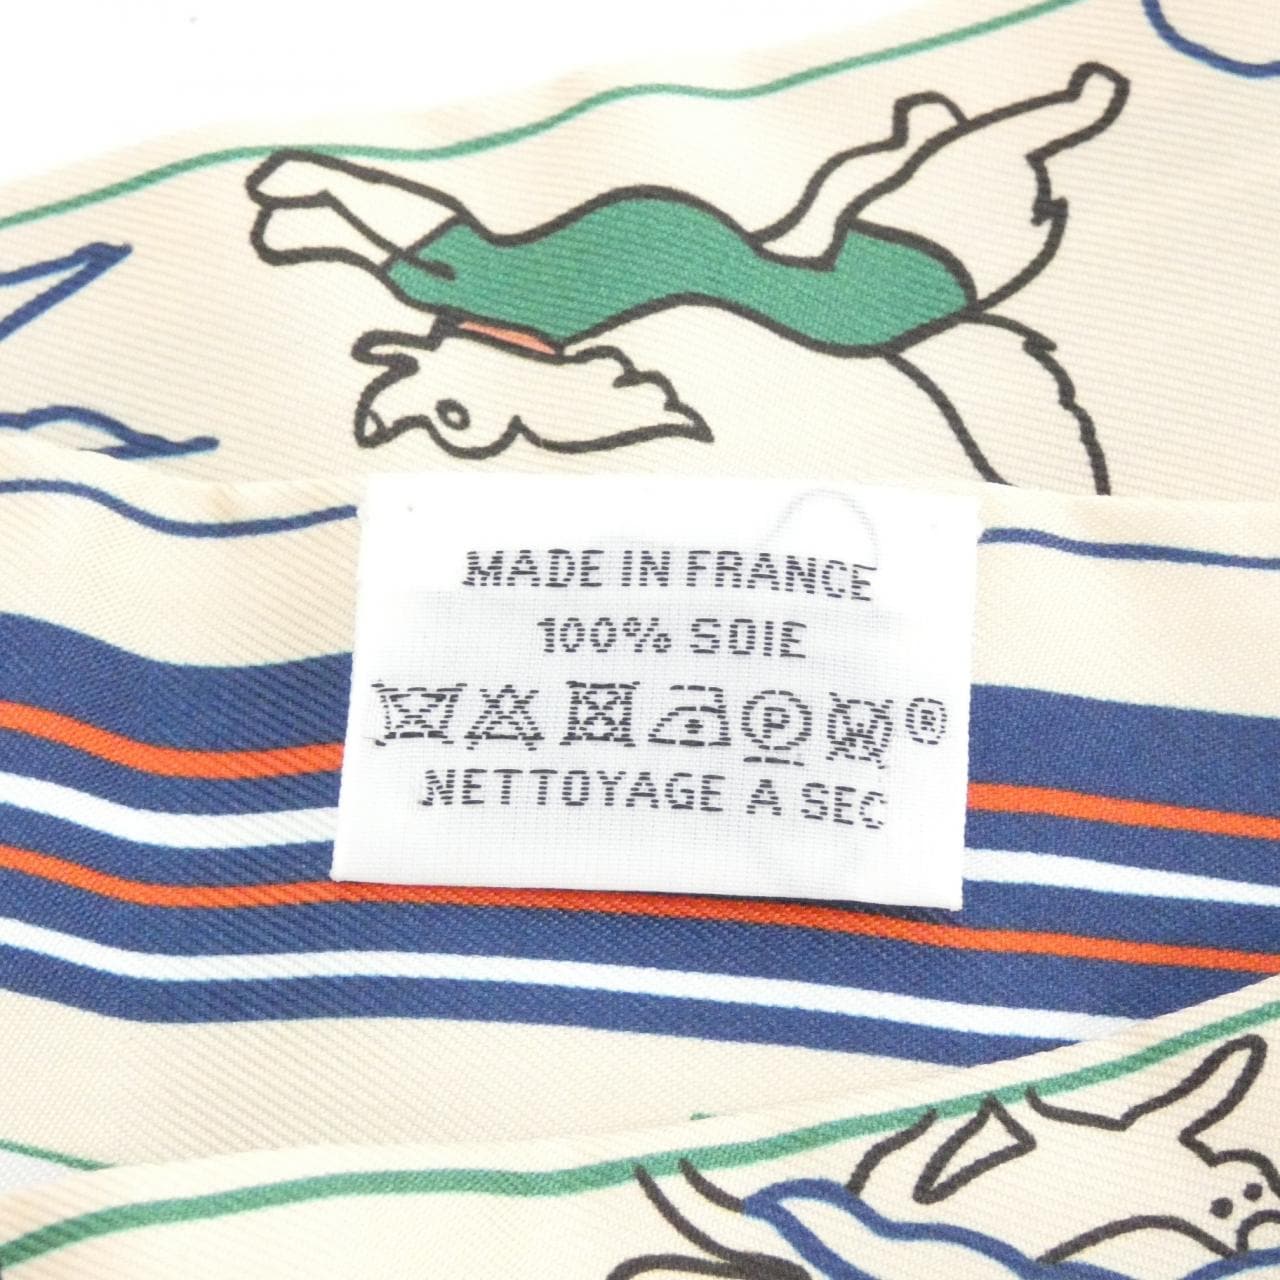 MADE IN FRANCE
100% SOIE
P ®
NETTOYAGE A SEC